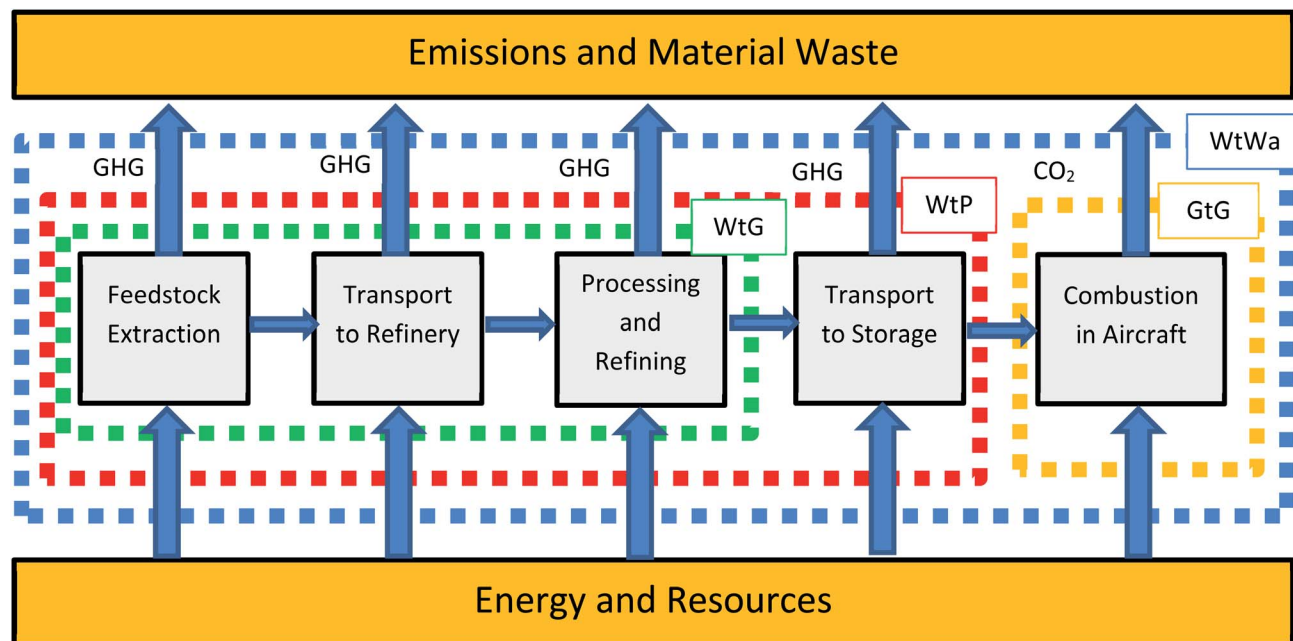 Emissions and Material Waste
WtWa
GHG
GHG
GHG
GHG
CO₂
WtP
GtG
WtG
Feedstock
Extraction
Transport
to Refinery
Processing
and
Refining
Transport
to Storage
Combustion
in Aircraft
Energy and Resources